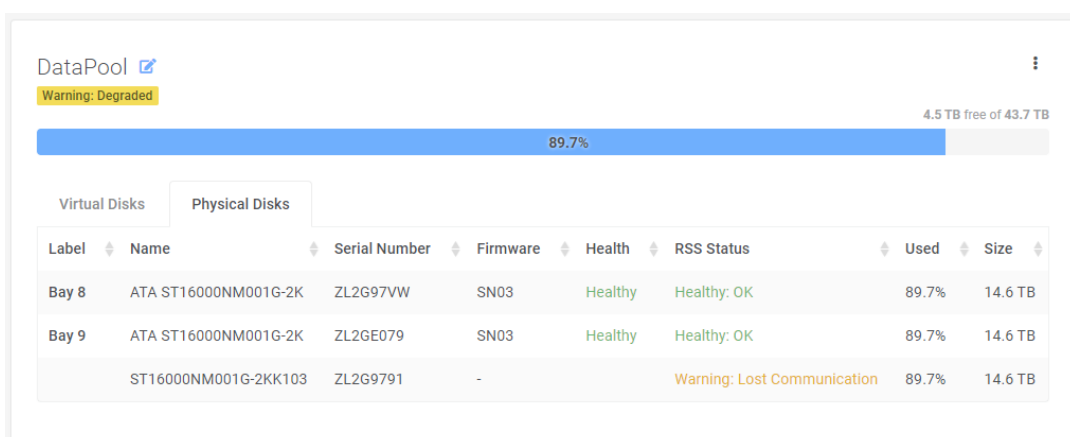 DataPool
Warning: Degraded
4.5 TB free of 43.7 TB
89.7%
Virtual Disks Physical Disks
Label Name Serial Number Firmware Health RSS Status Used Size
Bay 8 ATA ST16000NM001G-2K ZL2G97VW SN03 Healthy Healthy: OK 89.7% 14.6 TB
Bay 9 ATA ST16000NM001G-2K ZL2GE079 SN03 Healthy Healthy: OK 89.7% 14.6 TB
ST16000NM001G-2KK103 ZL2G9791 - Warning: Lost Communication 89.7% 14.6 TB